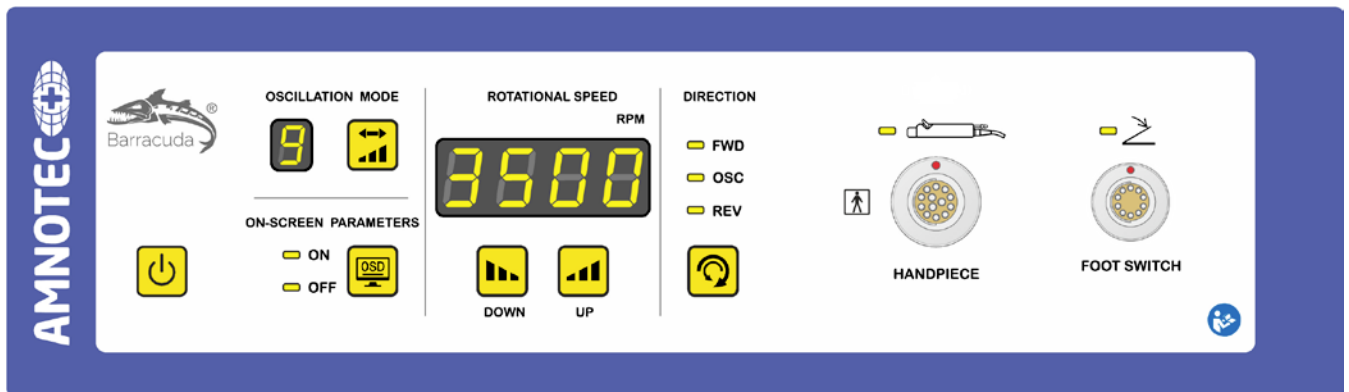 AMNOTEC
Barracuda®
OSCILLATION MODE
9
ON-SCREEN PARAMETERS
ON
OFF
OSD
ROTATIONAL SPEED
RPM
3500
DOWN
UP
DIRECTION
FWD
OSC
REV
HANDPIECE
FOOT SWITCH